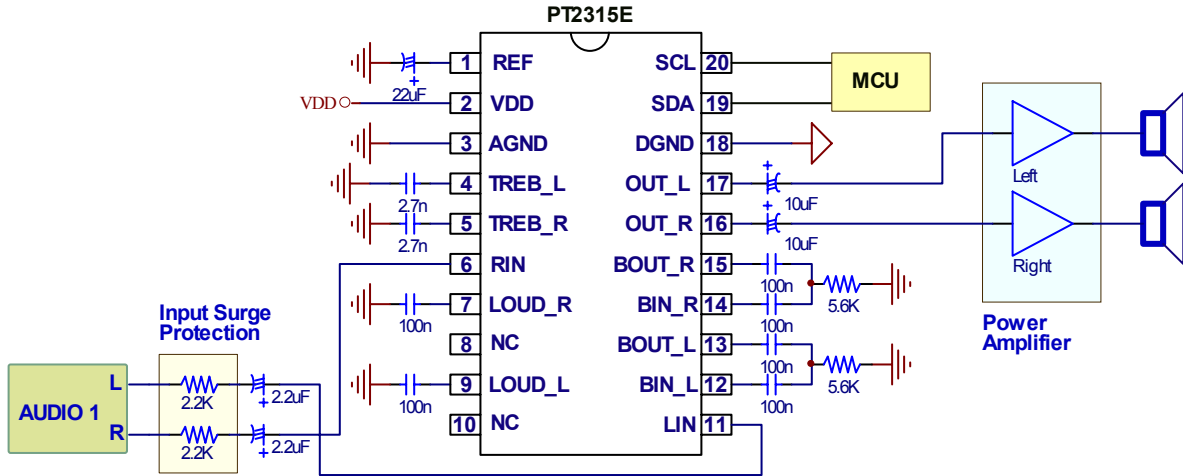 PT2315E
1 REF
SCL 20
MCU
+
22uF
VDD
2 VDD
SDA 19
3 AGND
DGND 18
4 TREB_L
2.7n
OUT_L 17
+
10uF
Left
5 TREB_R
2.7n
OUT_R 16
+
10uF
Right
6 RIN
BOUT_R 15
100n
7 LOUD_R
100n
BIN_R 14
100n
5.6K
8 NC
BOUT_L 13
100n
9 LOUD_L
100n
BIN_L 12
100n
5.6K
10 NC
LIN 11
Power
Amplifier
Input Surge
Protection
AUDIO 1
L
2.2K
+
2.2uF
R
2.2K
+
2.2uF